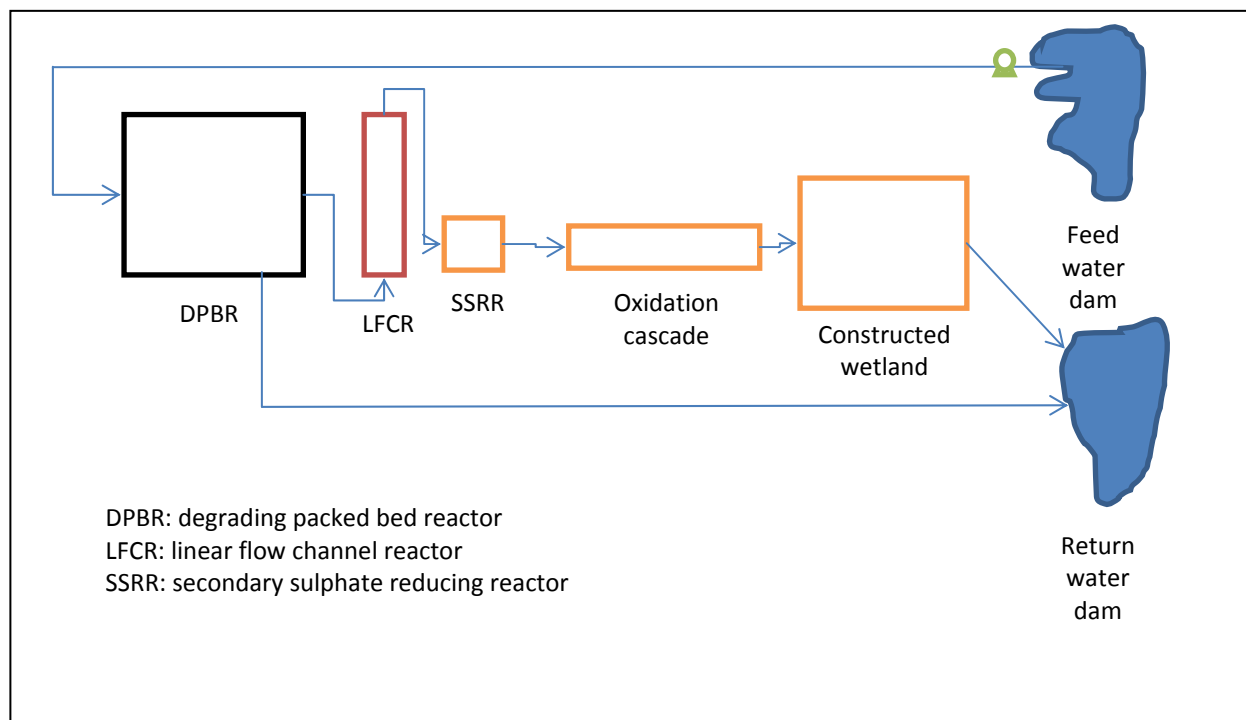 DPBR
LFCR
SSRR
Oxidation
cascade
Constructed
wetland
Feed
water
dam
DPBR: degrading packed bed reactor
LFCR: linear flow channel reactor
SSRR: secondary sulphate reducing reactor
Return
water
dam